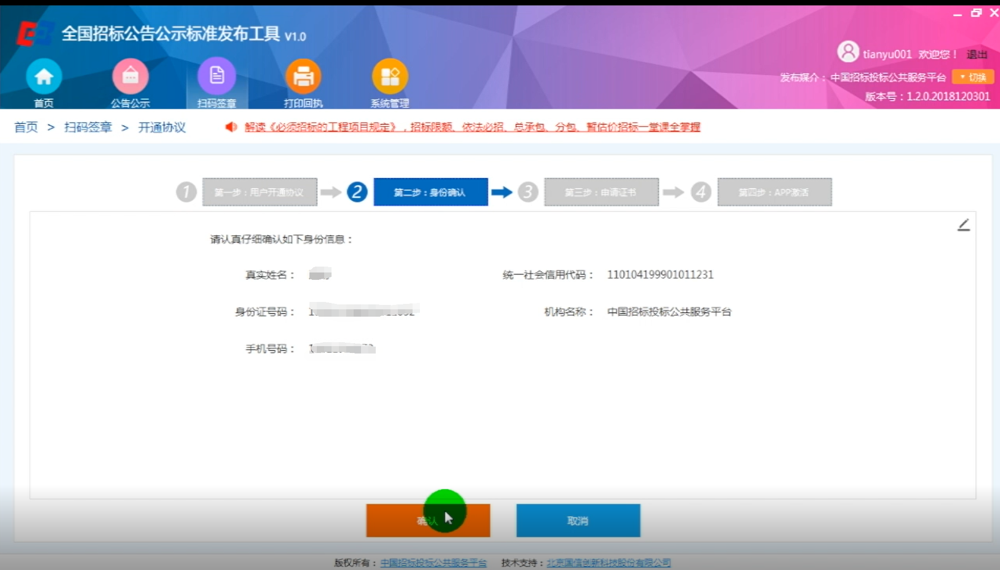 全国招标公告公示标准发布工具 V1.0
tianyu001 欢迎您！ 退出
发布媒介：中国招标投标公共服务平台 切换
版本号：1.2.0.2018120301
首页 公告公示 扫码签章 打印回执 系统管理
首页 > 扫码签章 > 开通协议
解读《必须招标的工程项目规定》，招标限额、依法必招、总承包、分包、暂估价招标一堂课全掌握
1 第一步：用户开通协议 2 第二步：身份确认 3 第三步：申请证书 4 第四步：APP激活
请认真仔细确认如下身份信息：
真实姓名： 统一社会信用代码： 110104199901011231
身份证号码： 机构名称： 中国招标投标公共服务平台
手机号码：
确认 取消
版权所有：中国招标投标公共服务平台 技术支持：北京国信创新科技股份有限公司